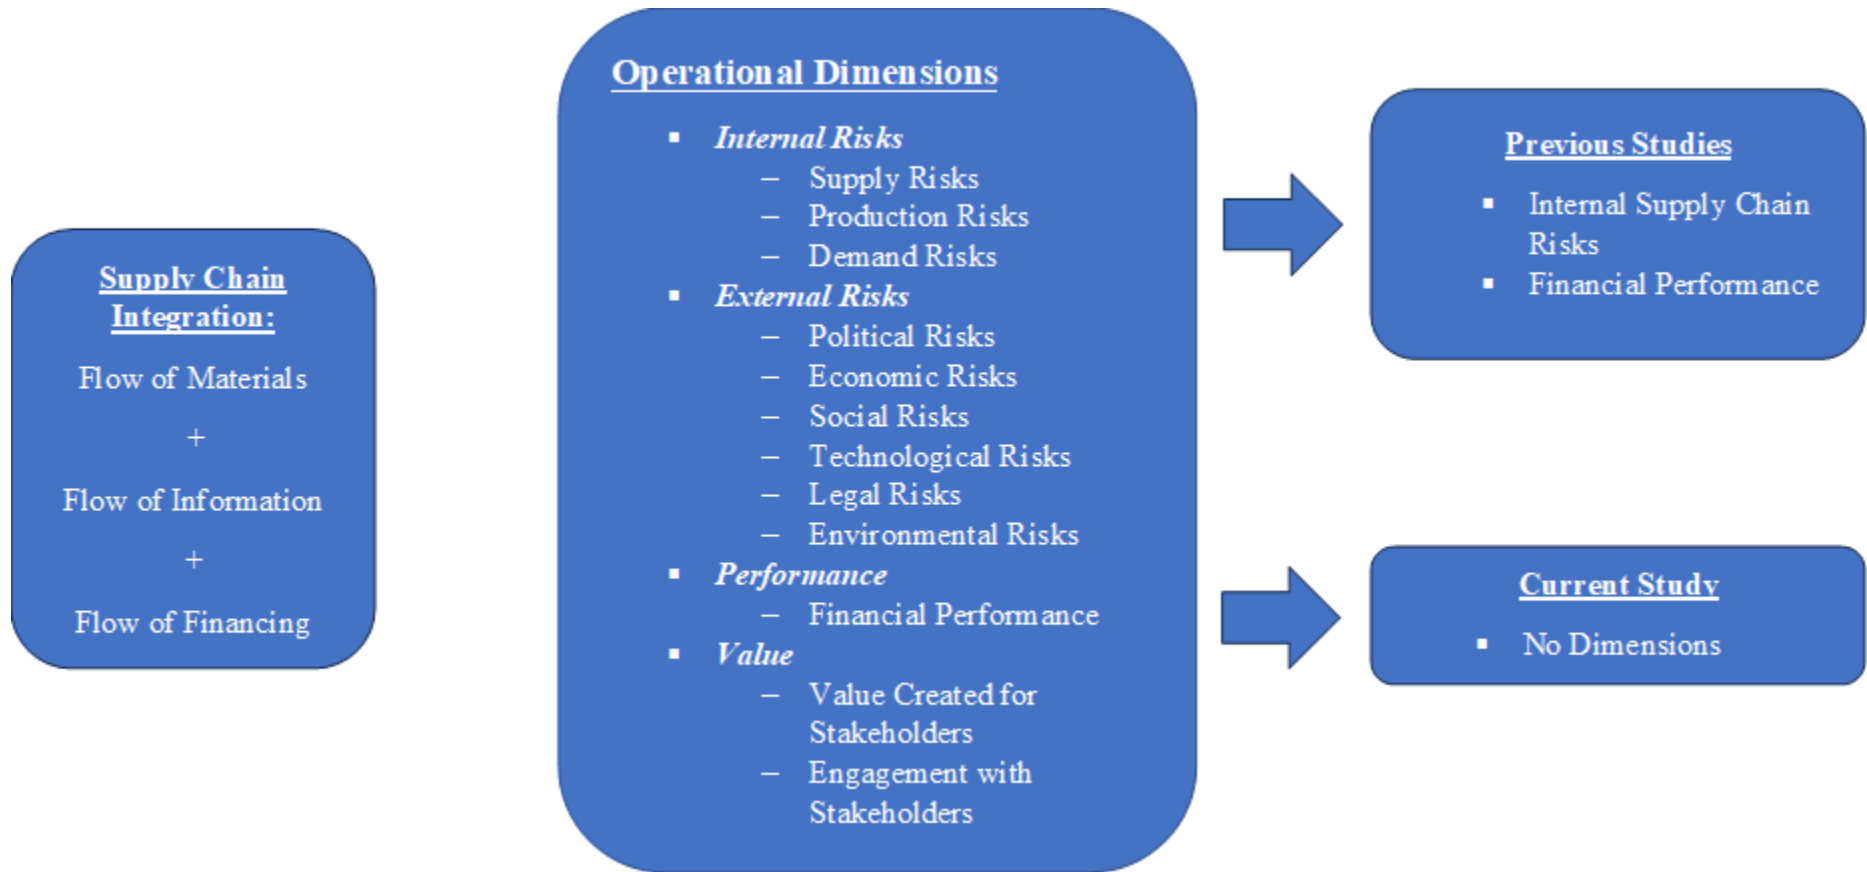 Supply Chain
Integration:
Flow of Materials
+
Flow of Information
+
Flow of Financing
Operational Dimensions
▪ Internal Risks
– Supply Risks
– Production Risks
– Demand Risks
▪ External Risks
– Political Risks
– Economic Risks
– Social Risks
– Technological Risks
– Legal Risks
– Environmental Risks
▪ Performance
– Financial Performance
▪ Value
– Value Created for
Stakeholders
– Engagement with
Stakeholders
Previous Studies
▪ Internal Supply Chain
Risks
▪ Financial Performance
Current Study
▪ No Dimensions